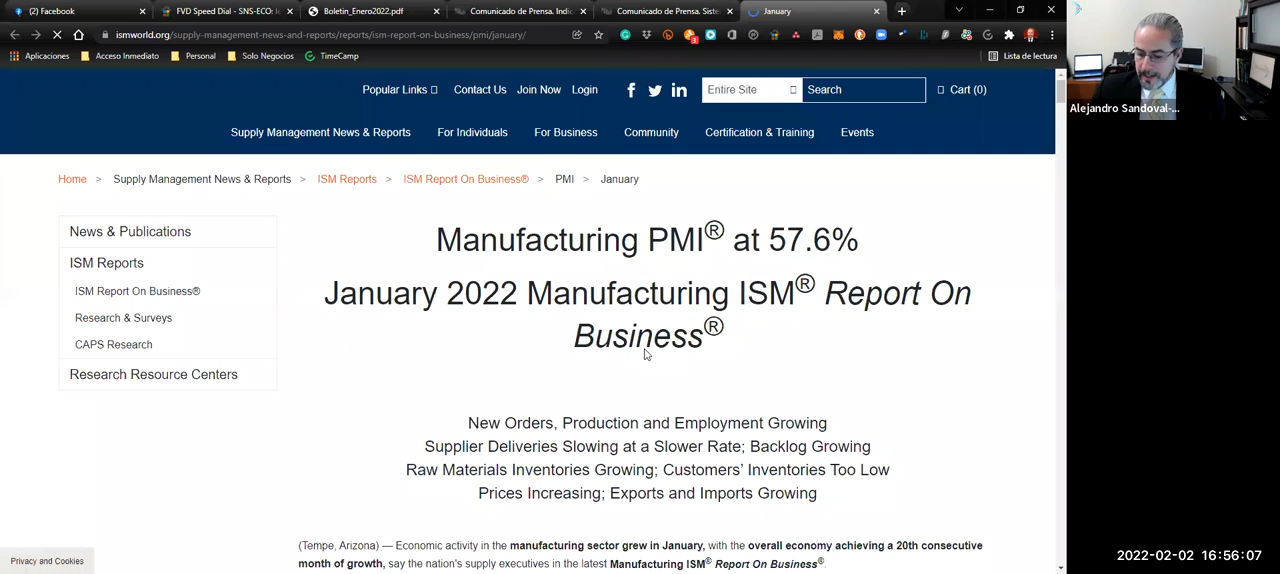 (2) Facebook
FVD Speed Dial - SNS-ECO: I
Boletin_Enero2022.pdf
Comunicado de Prensa. Indic
Comunicado de Prensa. Siste
January
ismworld.org/supply-management-news-and-reports/reports/ism-report-on-business/pmi/january/
Aplicaciones
Acceso Inmediato
Personal
Solo Negocios
TimeCamp
Lista de lectura
Popular Links
Contact Us
Join Now
Login
Entire Site
Search
Cart (0)
Supply Management News & Reports
For Individuals
For Business
Community
Certification & Training
Events
Home > Supply Management News & Reports > ISM Reports > ISM Report On Business® > PMI > January
News & Publications
ISM Reports
ISM Report On Business®
Research & Surveys
CAPS Research
Research Resource Centers
Manufacturing PMI® at 57.6%
January 2022 Manufacturing ISM® Report On
Business®
New Orders, Production and Employment Growing
Supplier Deliveries Slowing at a Slower Rate; Backlog Growing
Raw Materials Inventories Growing; Customers’ Inventories Too Low
Prices Increasing; Exports and Imports Growing
(Tempe, Arizona) — Economic activity in the manufacturing sector grew in January, with the overall economy achieving a 20th consecutive
month of growth, say the nation's supply executives in the latest Manufacturing ISM® Report On Business®.
Privacy and Cookies
Alejandro Sandoval-...
2022-02-02 16:56:07